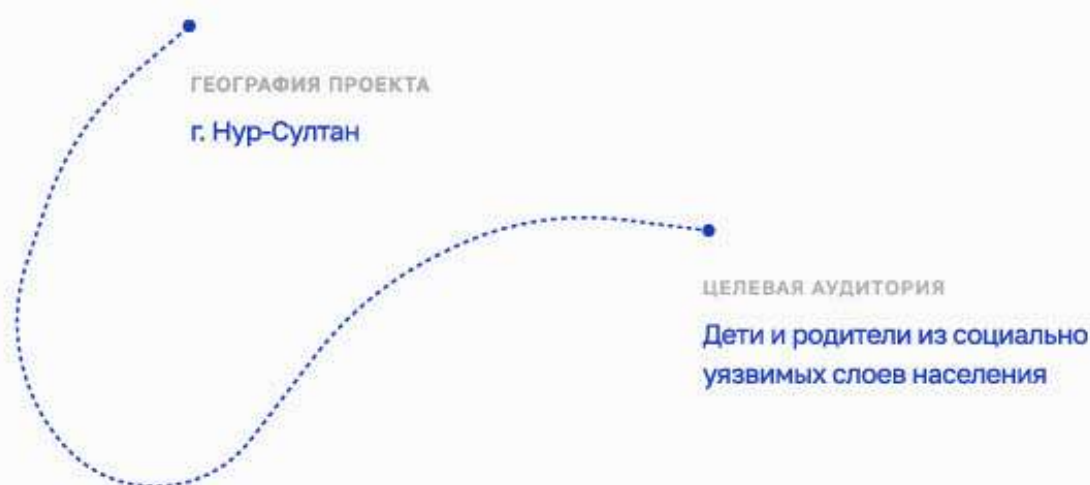 ГЕОГРАФИЯ ПРОЕКТА
г. Нур-Султан
ЦЕЛЕВАЯ АУДИТОРИЯ
Дети и родители из социально
уязвимых слоев населения